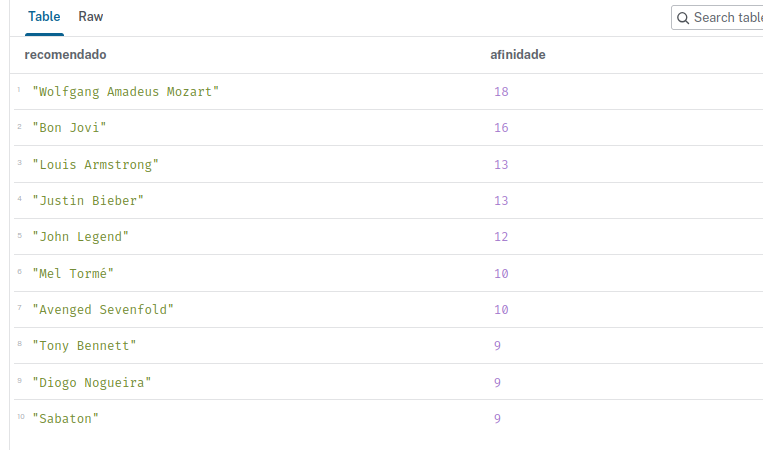 Table Raw Search table
recomendado afinidade
1 "Wolfgang Amadeus Mozart" 18
2 "Bon Jovi" 16
3 "Louis Armstrong" 13
4 "Justin Bieber" 13
5 "John Legend" 12
6 "Mel Tormé" 10
7 "Avenged Sevenfold" 10
8 "Tony Bennett" 9
9 "Diogo Nogueira" 9
10 "Sabaton" 9